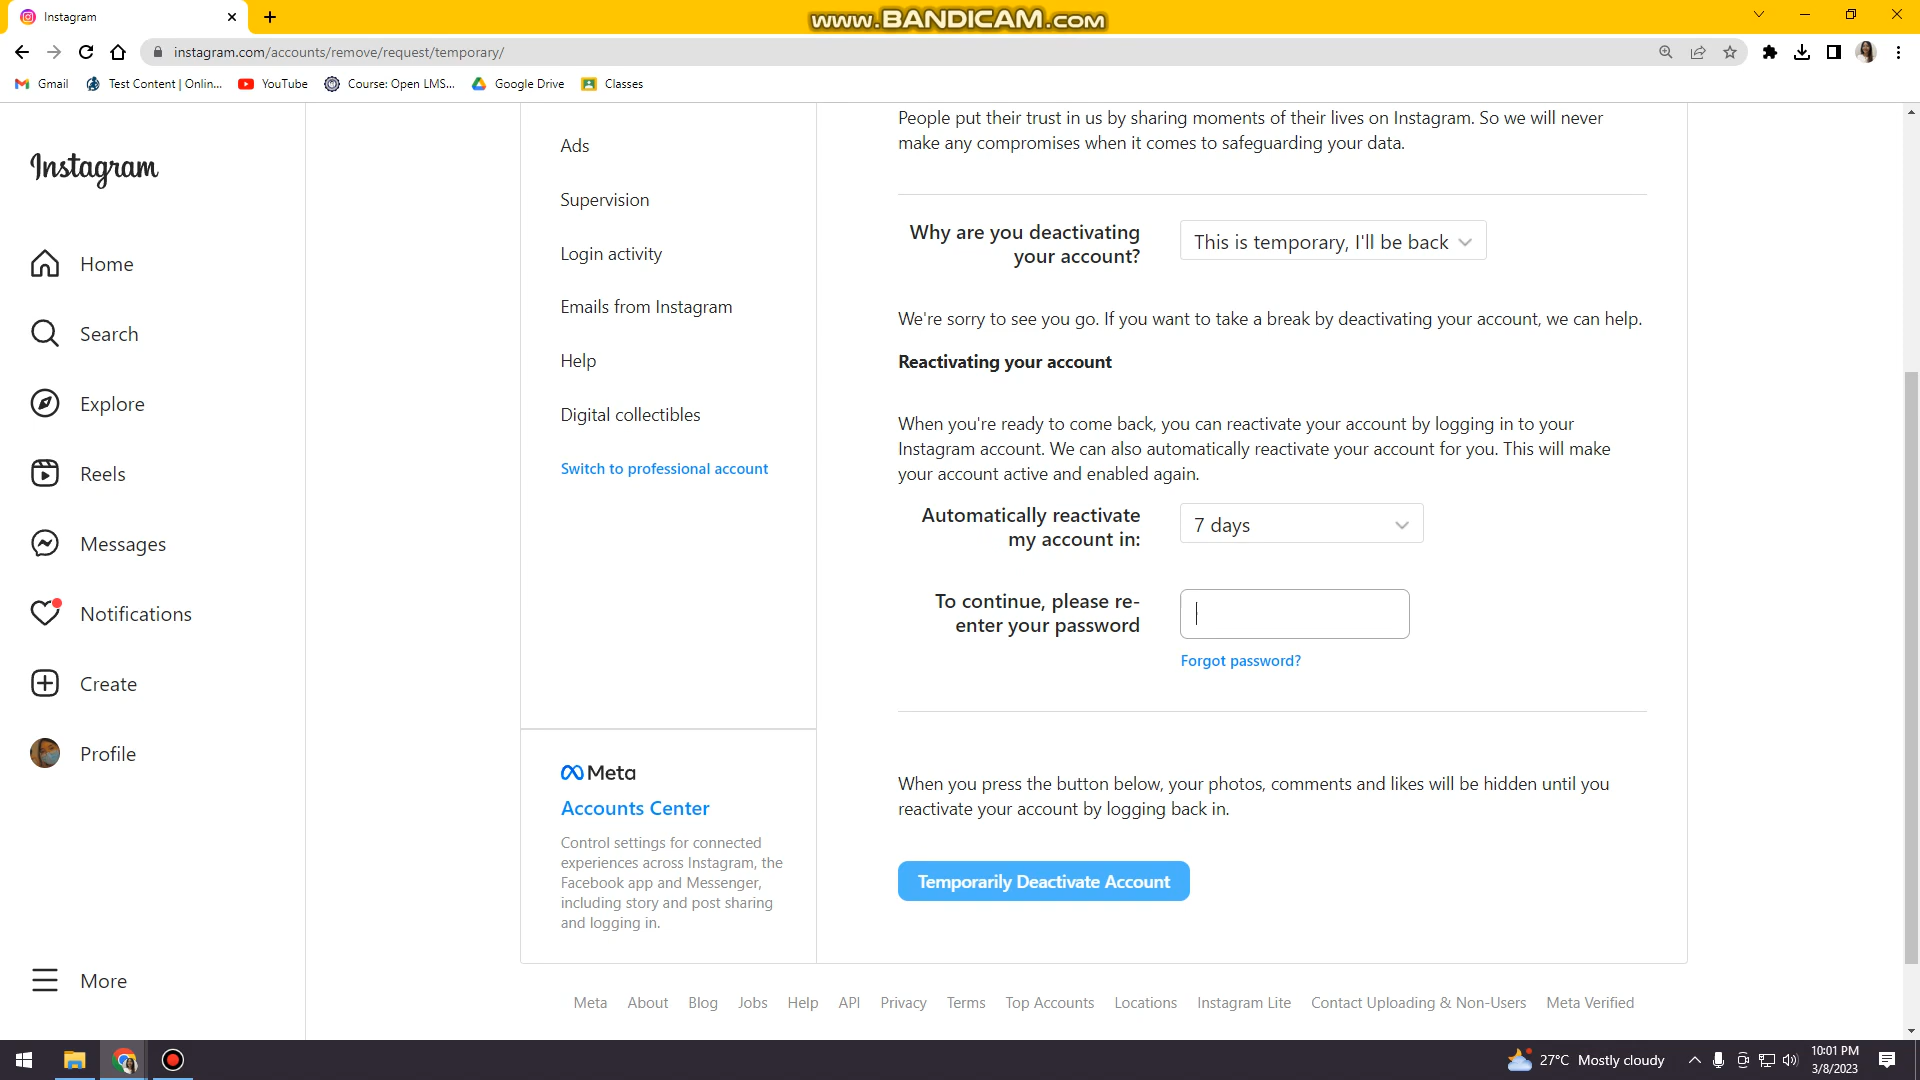 Instagram
www.BANDICAM.com
instagram.com/accounts/remove/request/temporary/
Gmail
Test Content | Onlin...
YouTube
Course: Open LMS...
Google Drive
Classes
Instagram
Home
Search
Explore
Reels
Messages
Notifications
Create
Profile
More
Ads
Supervision
Login activity
Emails from Instagram
Help
Digital collectibles
Switch to professional account
Meta
Accounts Center
Control settings for connected
experiences across Instagram, the
Facebook app and Messenger,
including story and post sharing
and logging in.
People put their trust in us by sharing moments of their lives on Instagram. So we will never
make any compromises when it comes to safeguarding your data.
Why are you deactivating
your account?
This is temporary, I'll be back
We're sorry to see you go. If you want to take a break by deactivating your account, we can help.
Reactivating your account
When you're ready to come back, you can reactivate your account by logging in to your
Instagram account. We can also automatically reactivate your account for you. This will make
your account active and enabled again.
Automatically reactivate
my account in:
7 days
To continue, please re-
enter your password
Forgot password?
When you press the button below, your photos, comments and likes will be hidden until you
reactivate your account by logging back in.
Temporarily Deactivate Account
Meta About Blog Jobs Help API Privacy Terms Top Accounts Locations Instagram Lite Contact Uploading & Non-Users Meta Verified
27°C Mostly cloudy
10:01 PM
3/8/2023